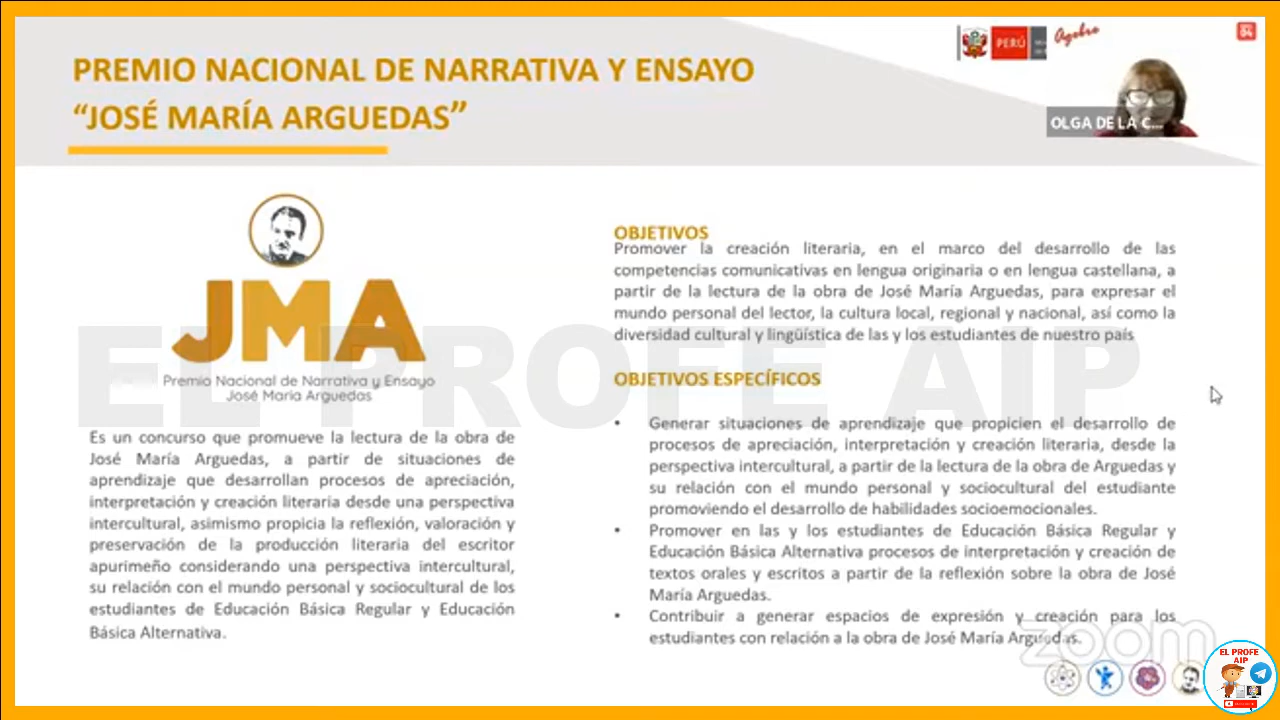 PREMIO NACIONAL DE NARRATIVA Y ENSAYO
“JOSÉ MARÍA ARGUEDAS”
PERÚ
OLGA DE LA C...
JMA
Premio Nacional de Narrativa y Ensayo
José María Arguedas
Es un concurso que promueve la lectura de la obra de
José María Arguedas, a partir de situaciones de
aprendizaje que desarrollan procesos de apreciación,
interpretación y creación literaria desde una perspectiva
intercultural, asimismo propicia la reflexión, valoración y
preservación de la producción literaria del escritor
apurimeño considerando una perspectiva intercultural,
su relación con el mundo personal y sociocultural de los
estudiantes de Educación Básica Regular y Educación
Básica Alternativa.
OBJETIVOS
Promover la creación literaria, en el marco del desarrollo de las
competencias comunicativas en lengua originaria o en lengua castellana, a
partir de la lectura de la obra de José María Arguedas, para expresar el
mundo personal del lector, la cultura local, regional y nacional, así como la
diversidad cultural y lingüística de las y los estudiantes de nuestro país
OBJETIVOS ESPECÍFICOS
• Generar situaciones de aprendizaje que propicien el desarrollo de
procesos de apreciación, interpretación y creación literaria, desde la
perspectiva intercultural, a partir de la lectura de la obra de Arguedas y
su relación con el mundo personal y sociocultural del estudiante
promoviendo el desarrollo de habilidades socioemocionales.
• Promover en las y los estudiantes de Educación Básica Regular y
Educación Básica Alternativa procesos de interpretación y creación de
textos orales y escritos a partir de la reflexión sobre la obra de José
María Arguedas.
• Contribuir a generar espacios de expresión y creación para los
estudiantes con relación a la obra de José María Arguedas.
EL PROFE AIP
zoom
EL PROFE
AIP